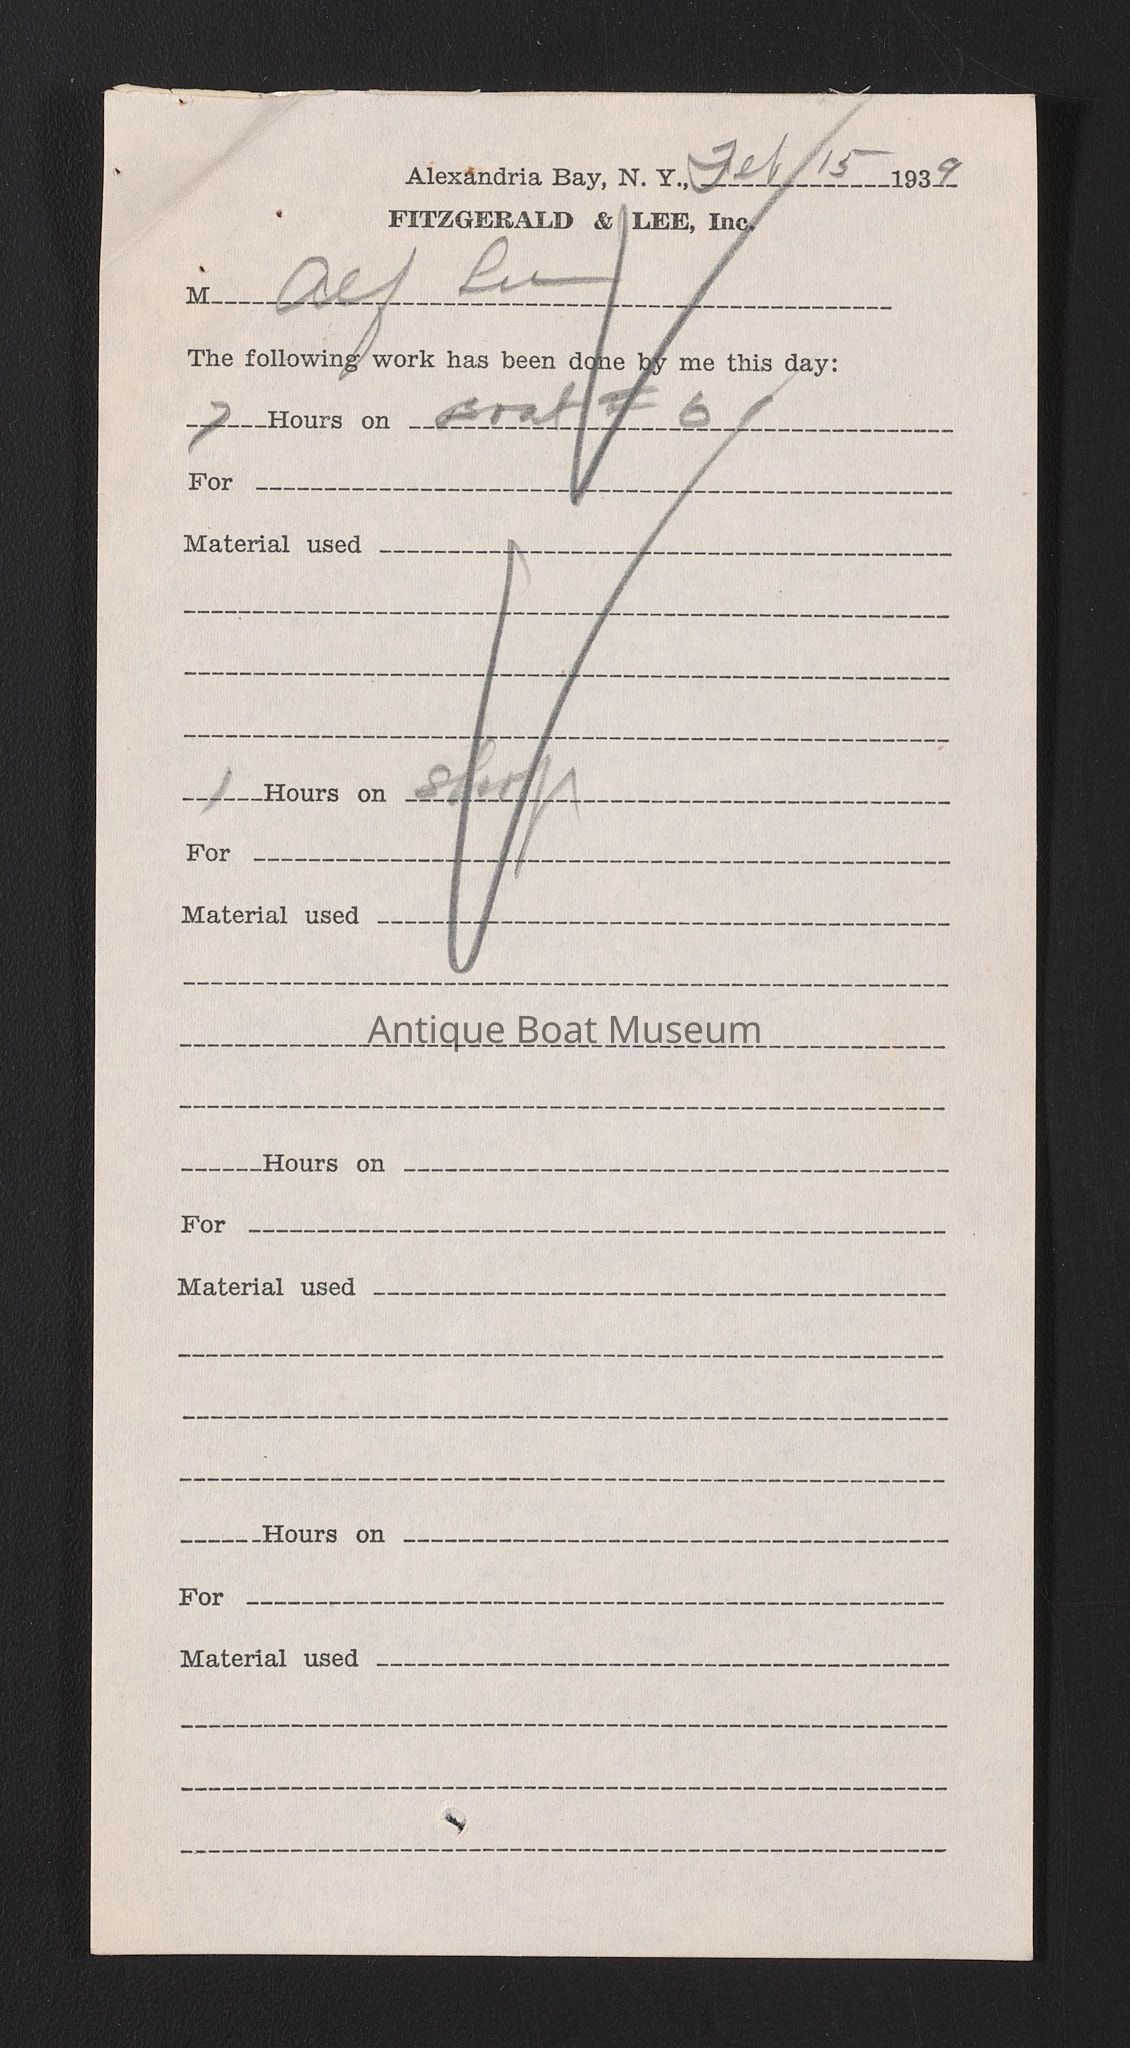 Alexandria Bay, N. Y., Feb 15 1939
FITZGERALD & LEE, Inc.
M Alf Lee
The following work has been done by me this day:
7 Hours on Boat # 6
For
Material used
1 Hours on Shop
For
Material used
Antique Boat Museum
Hours on
For
Material used
Hours on
For
Material used